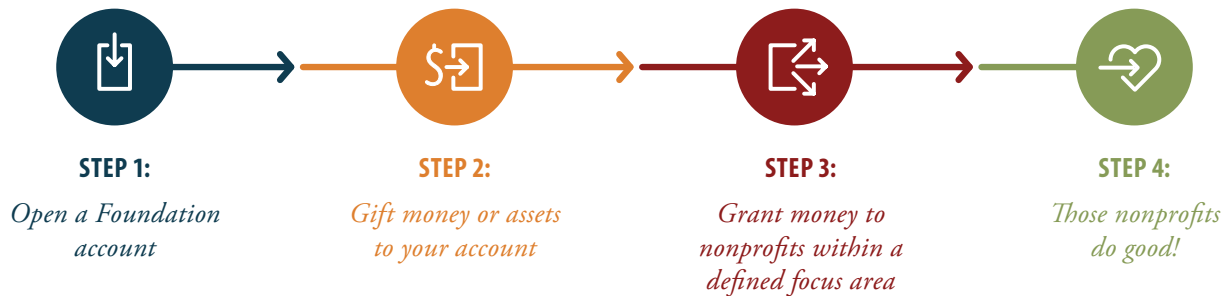 STEP 1:
Open a Foundation
account
STEP 2:
Gift money or assets
to your account
STEP 3:
Grant money to
nonprofits within a
defined focus area
STEP 4:
Those nonprofits
do good!